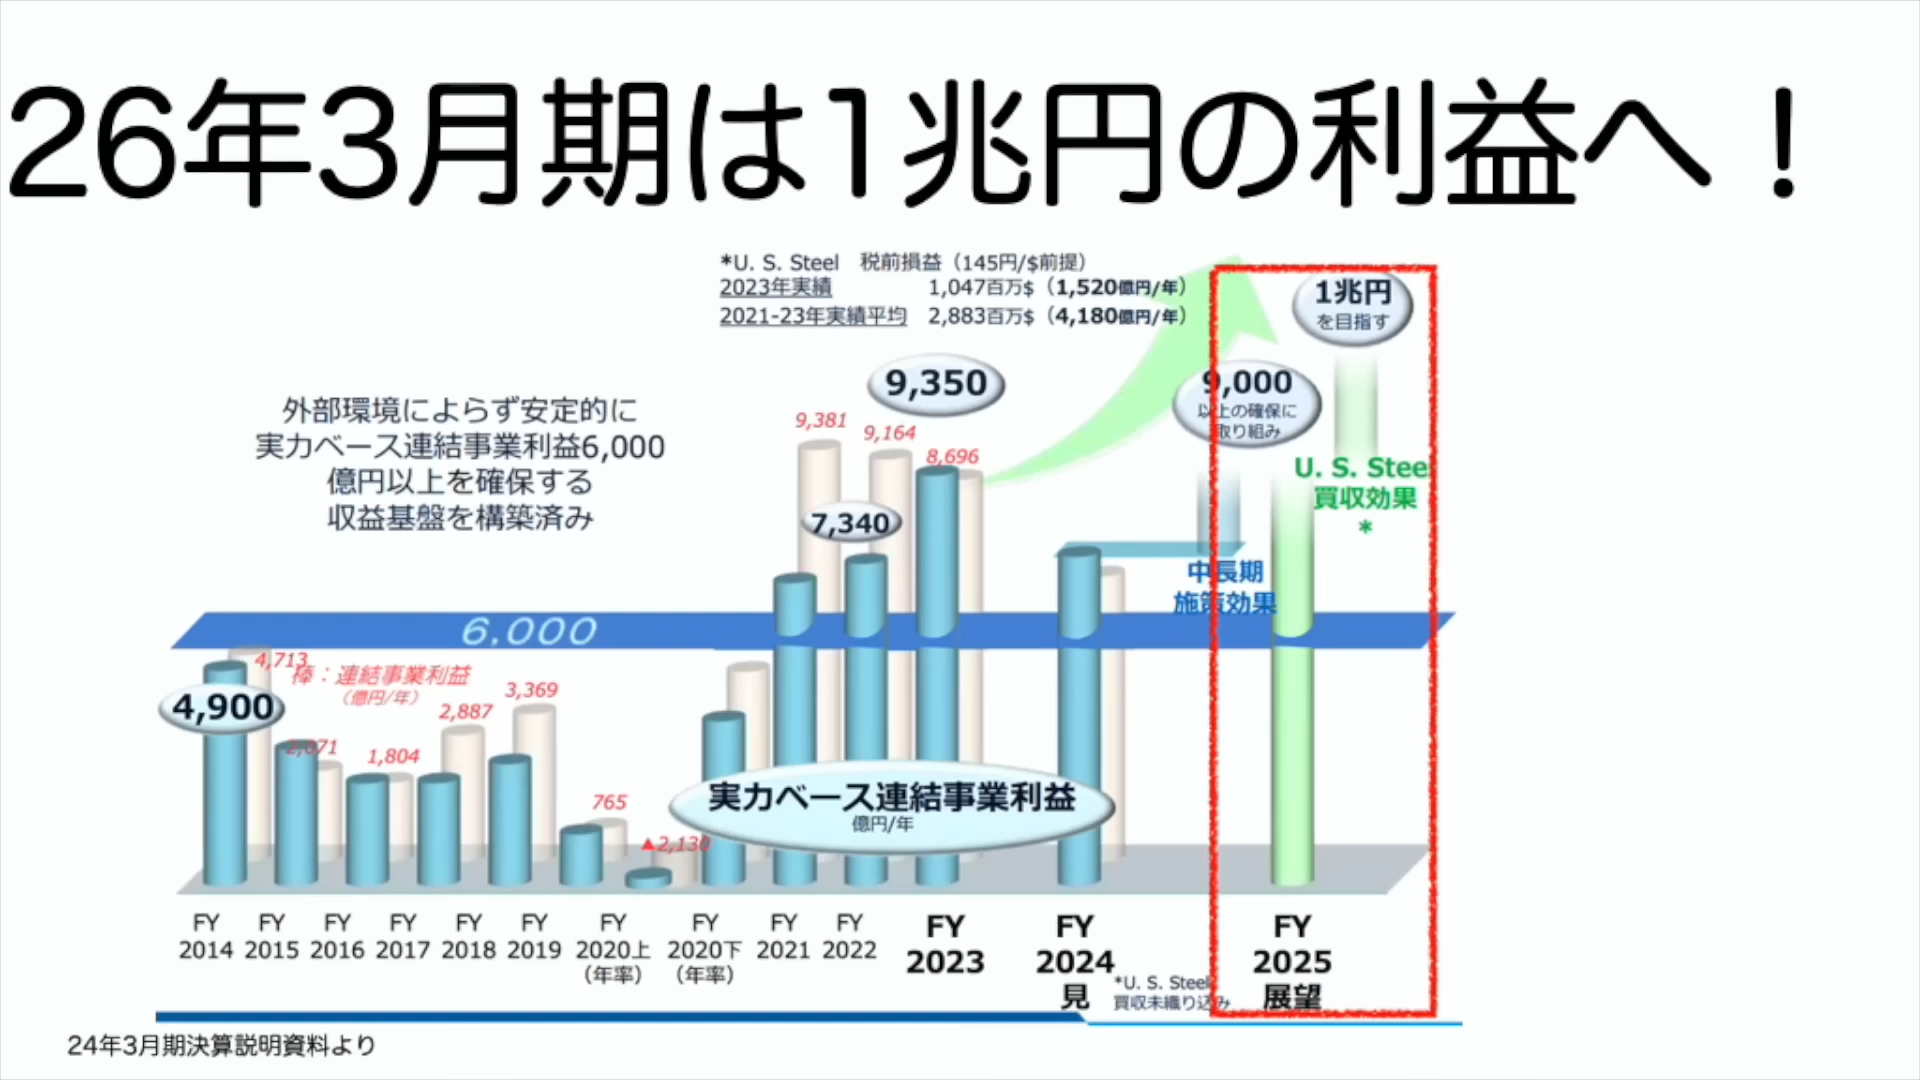 26年3月期は1兆円の利益へ！
*U. S. Steel　税前損益（145円/$前提）
2023年実績　1,047百万$（1,520億円/年）
2021-23年実績平均　2,883百万$（4,180億円/年）
1兆円
を目指す
9,350
9,000
以上の確保に
取り組み
外部環境によらず安定的に
実力ベース連結事業利益6,000
億円以上を確保する
収益基盤を構築済み
9,381
9,164
8,696
U. S. Steel
買収効果
*
7,340
中長期
施策効果
6,000
4,713
棒：連結事業利益
（億円/年）
4,900
2,887
3,369
2,071
1,804
765
▲2,130
実力ベース連結事業利益
億円/年
FY
2014
FY
2015
FY
2016
FY
2017
FY
2018
FY
2019
FY
2020上
（年率）
FY
2020下
（年率）
FY
2021
FY
2022
FY
2023
FY
2024
見
*U. S. Steel
買収未織り込み
FY
2025
展望
24年3月期決算説明資料より